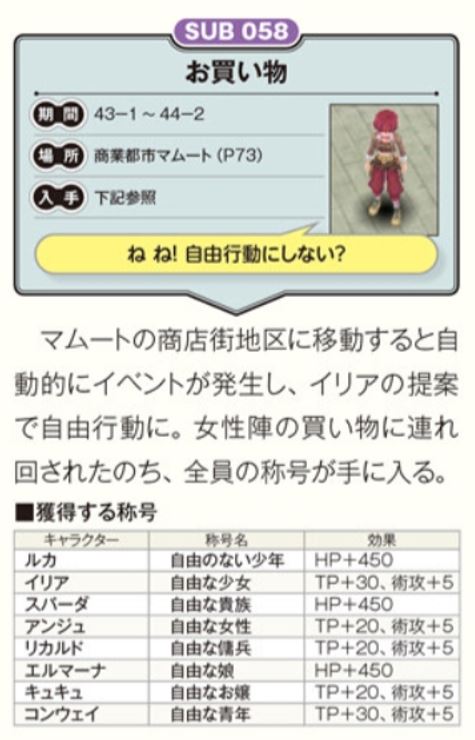 SUB 058
お買い物
期間 43-1～44-2
場所 商業都市マムート(P73)
入手 下記参照
ね ね! 自由行動にしない?
マムートの商店街地区に移動すると自
動的にイベントが発生し、イリアの提案
で自由行動に。女性陣の買い物に連れ
回されたのち、全員の称号が手に入る。
■獲得する称号
キャラクター 称号名 効果
ルカ 自由のない少年 HP+450
イリア 自由な少女 TP+30、術攻+5
スパーダ 自由な貴族 HP+450
アンジュ 自由な女性 TP+20、術攻+5
リカルド 自由な傭兵 TP+20、術攻+5
エルマーナ 自由な娘 HP+450
キュキュ 自由なお嬢 TP+20、術攻+5
コンウェイ 自由な青年 TP+30、術攻+5